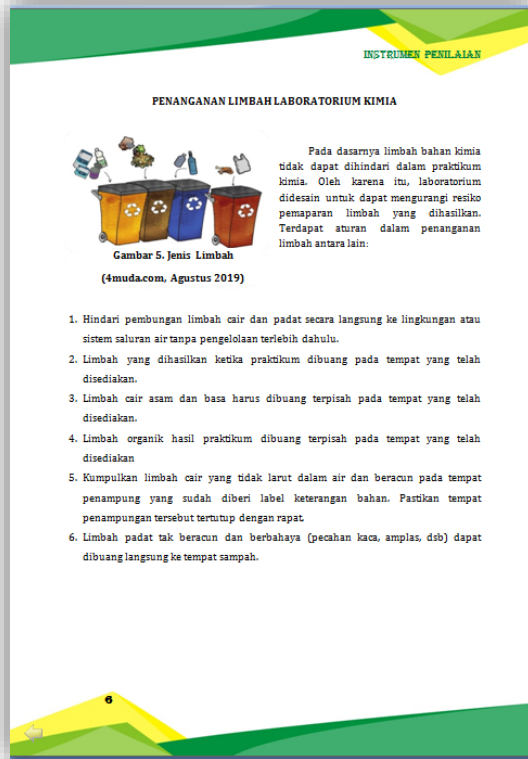 INSTRUMEN PENILAIAN
PENANGANAN LIMBAH LABORATORIUM KIMIA
Pada dasarnya limbah bahan kimia
tidak dapat dihindari dalam praktikum
kimia. Oleh karena itu, laboratorium
didesain untuk dapat mengurangi resiko
pemaparan limbah yang dihasilkan.
Terdapat aturan dalam penanganan
limbah antara lain:
Gambar 5. Jenis Limbah
(4muda.com, Agustus 2019)
1. Hindari pembungan limbah cair dan padat secara langsung ke lingkungan atau
sistem saluran air tanpa pengelolaan terlebih dahulu.
2. Limbah yang dihasilkan ketika praktikum dibuang pada tempat yang telah
disediakan.
3. Limbah cair asam dan basa harus dibuang terpisah pada tempat yang telah
disediakan.
4. Limbah organik hasil praktikum dibuang terpisah pada tempat yang telah
disediakan
5. Kumpulkan limbah cair yang tidak larut dalam air dan beracun pada tempat
penampung yang sudah diberi label keterangan bahan. Pastikan tempat
penampungan tersebut tertutup dengan rapat.
6. Limbah padat tak beracun dan berbahaya (pecahan kaca, amplas, dsb) dapat
dibuang langsung ke tempat sampah.
6